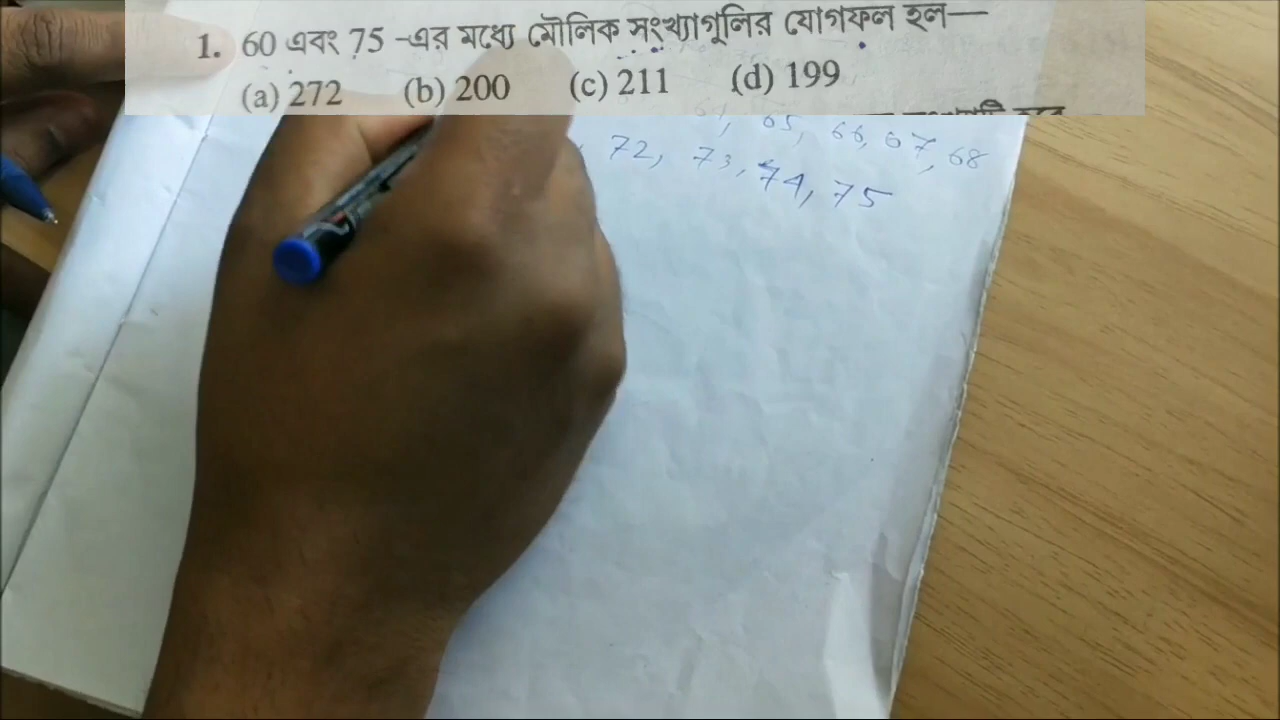 1. 60 এবং 75 -এর মধ্যে মৌলিক সংখ্যাগুলির যোগফল হল—
(a) 272 (b) 200 (c) 211 (d) 199
65, 66, 67, 68
72, 73, 74, 75